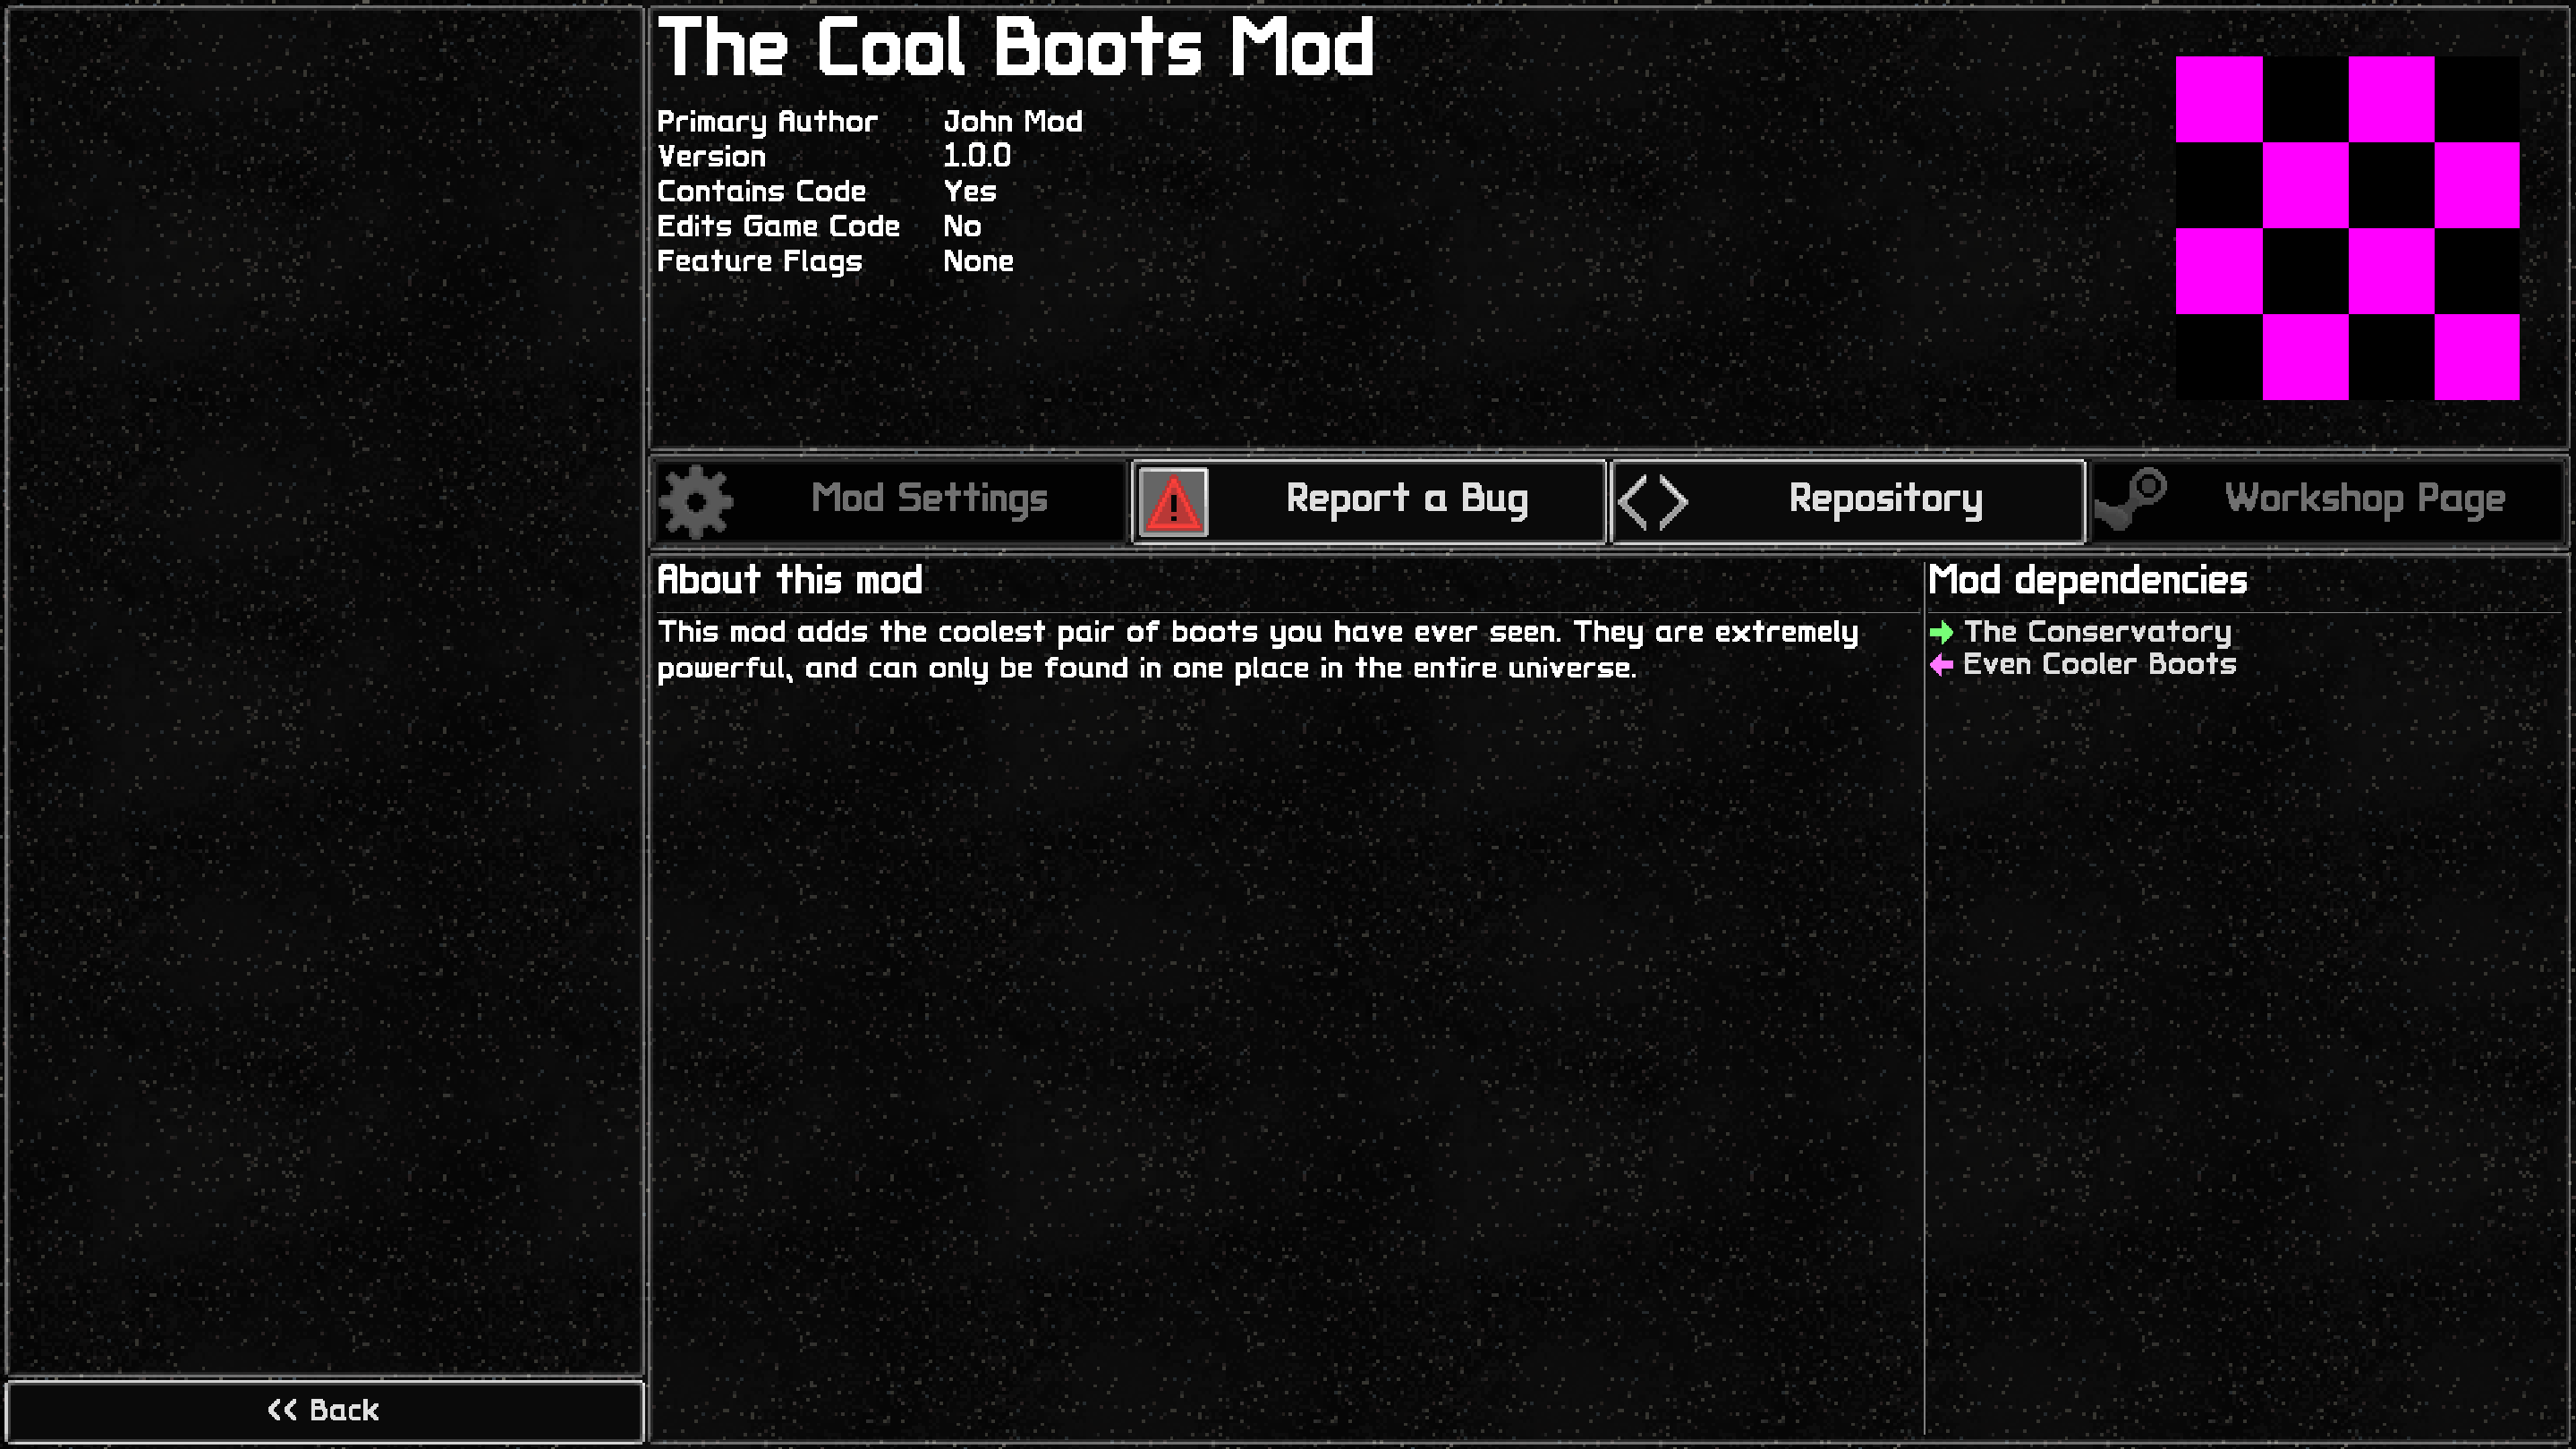 The Cool Boots Mod
Primary Author John Mod
Version 1.0.0
Contains Code Yes
Edits Game Code No
Feature Flags None
Mod Settings
Report a Bug
Repository
Workshop Page
About this mod
This mod adds the coolest pair of boots you have ever seen. They are extremely
powerful, and can only be found in one place in the entire universe.
Mod dependencies
The Conservatory
Even Cooler Boots
<< Back